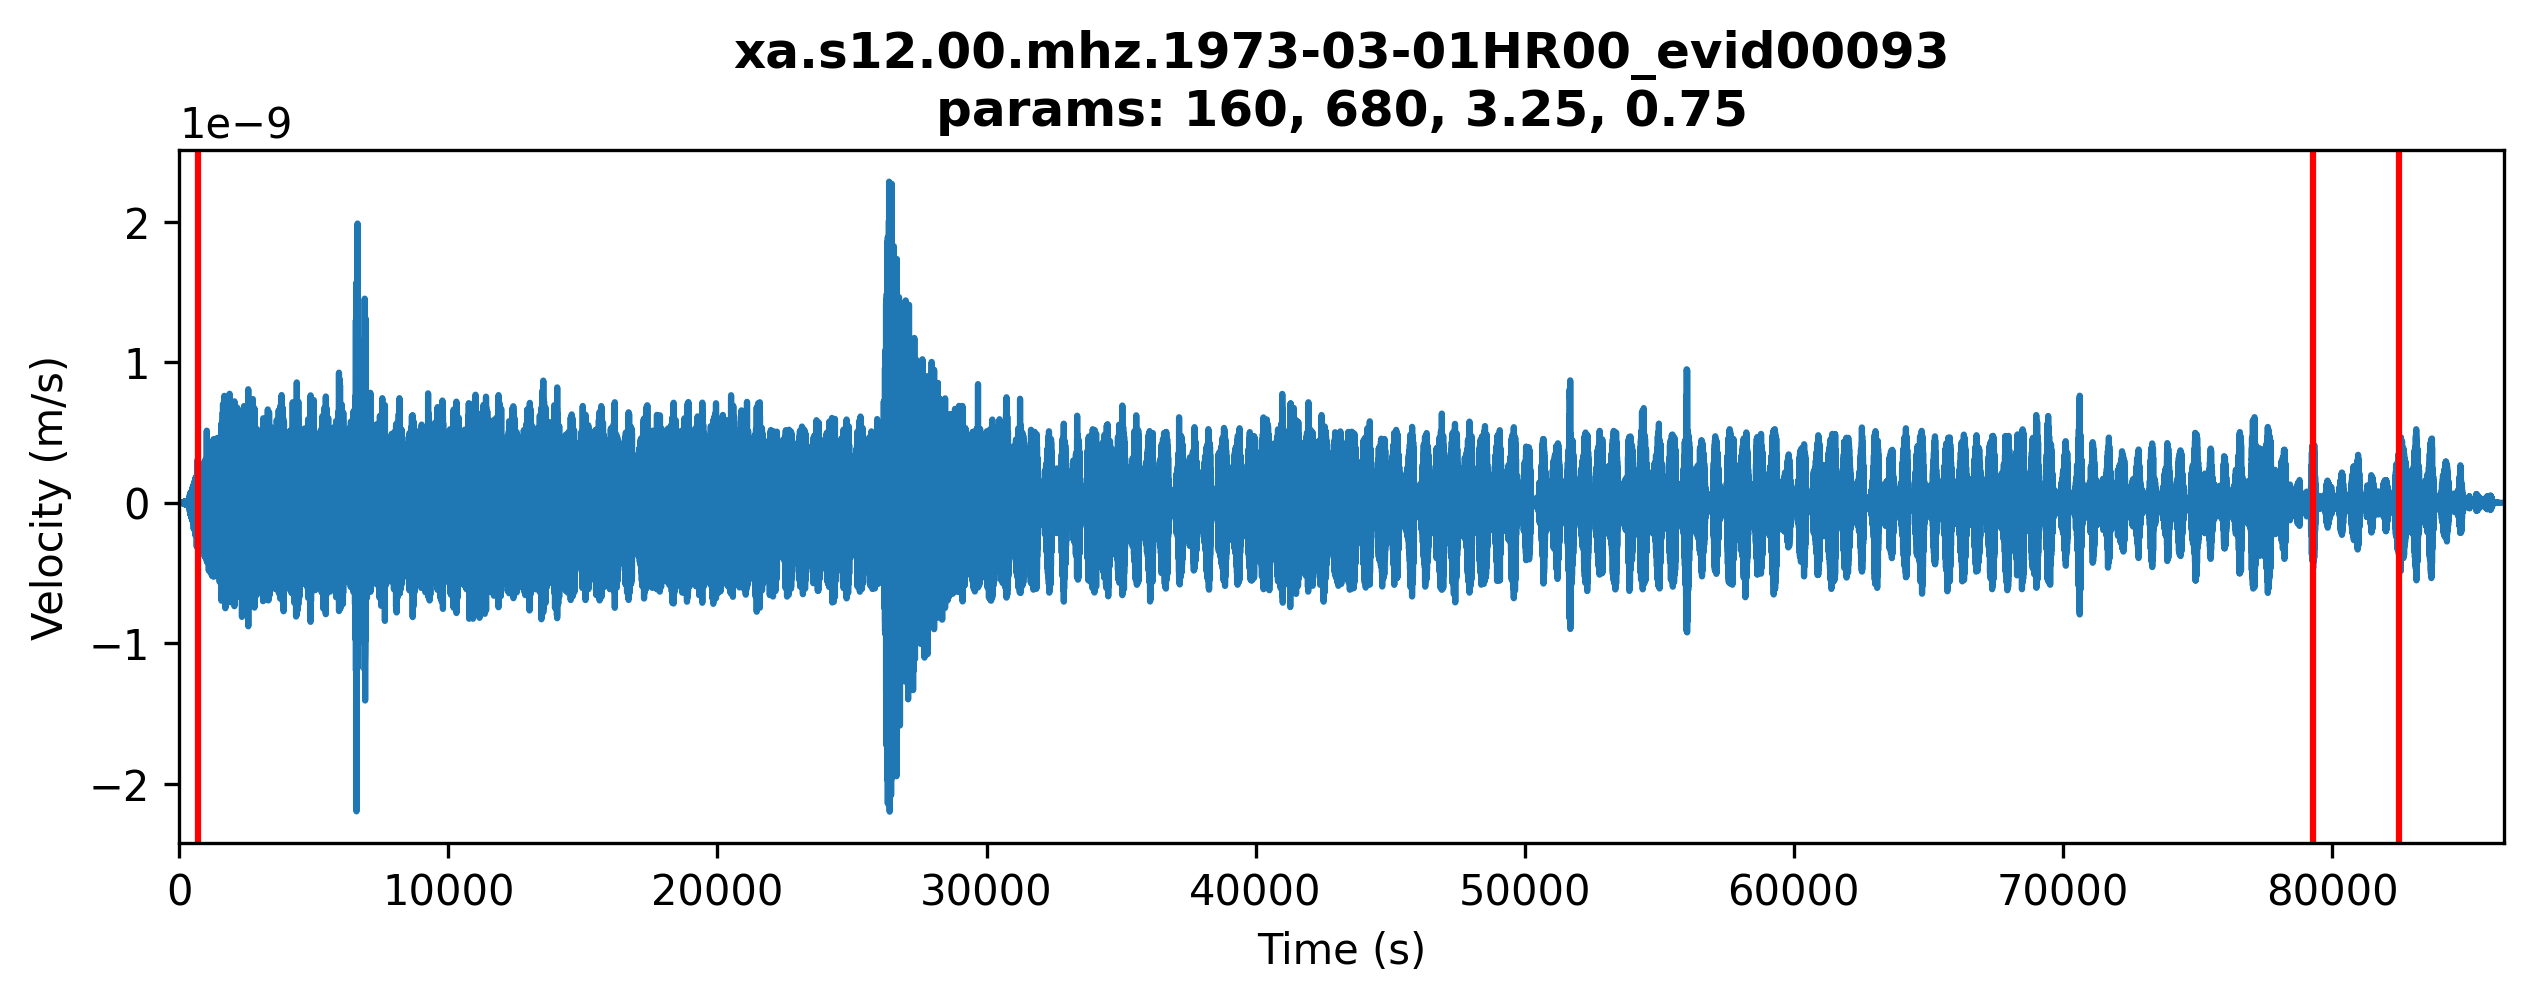 xa.s12.00.mhz.1973-03-01HR00_evid00093
params: 160, 680, 3.25, 0.75
1e−9
2
1
0
−1
−2
Velocity (m/s)
0 10000 20000 30000 40000 50000 60000 70000 80000
Time (s)